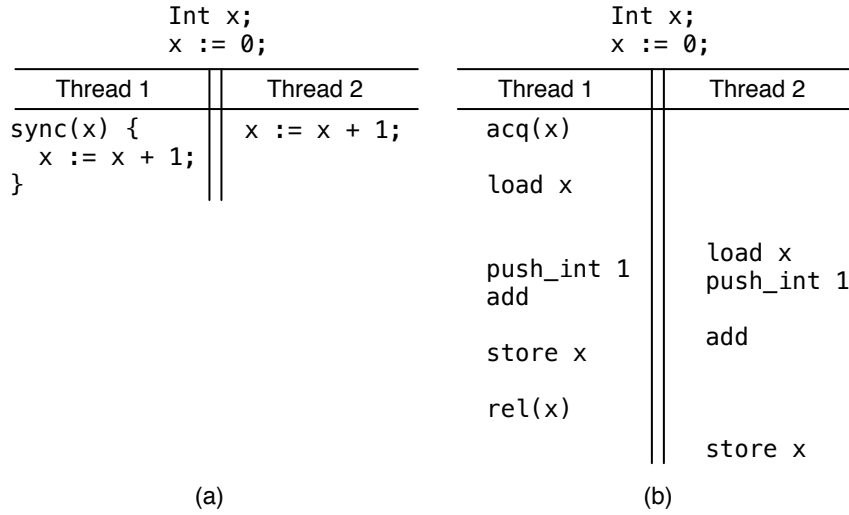 Int x;
x := 0;
Thread 1
Thread 2
sync(x) {
x := x + 1;
}
x := x + 1;
(a)
Int x;
x := 0;
Thread 1
Thread 2
acq(x)
load x
load x
push_int 1
push_int 1
add
add
store x
rel(x)
store x
(b)